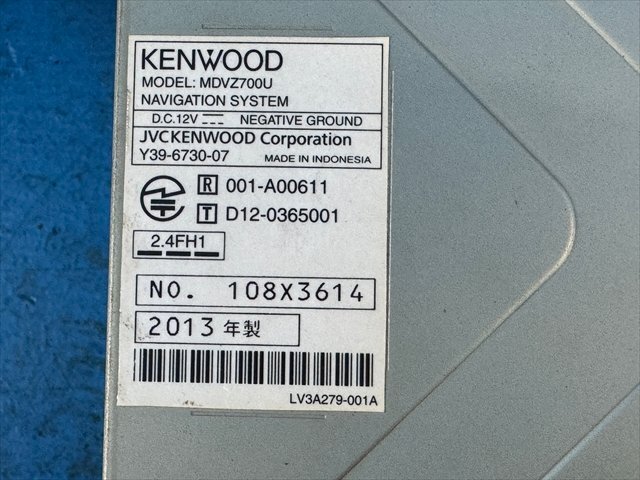 KENWOOD
MODEL: MDVZ700U
NAVIGATION SYSTEM
D.C.12V ⎓ NEGATIVE GROUND
JVCKENWOOD Corporation
Y39-6730-07 MADE IN INDONESIA
R 001-A00611
T D12-0365001
2.4FH1
NO. 108X3614
2013 年製
LV3A279-001A